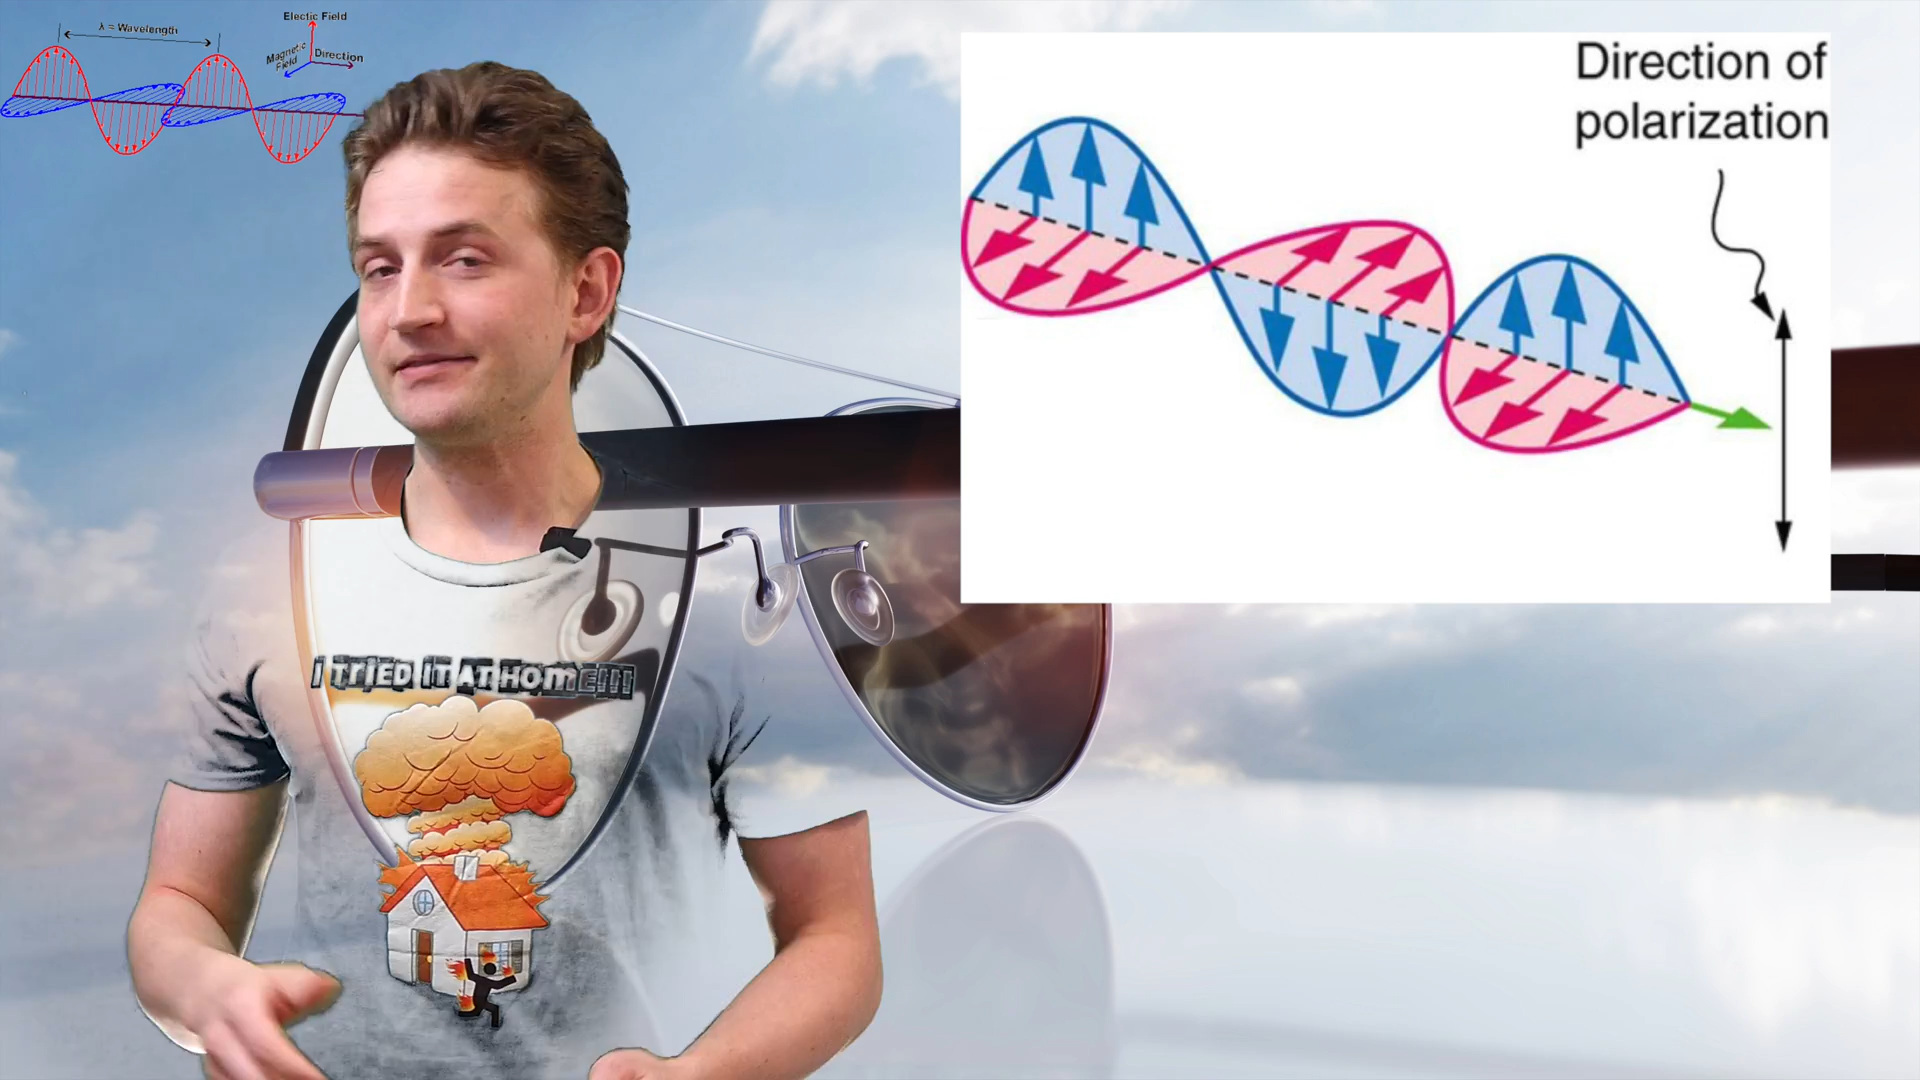 λ = Wavelength
Electic Field
Magnetic
Field
Direction
Direction of
polarization
I TRIED IT AT HOME!!!